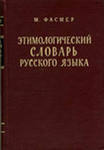 М. ФАСМЕР
ЭТИМОЛОГИЧЕСКИЙ
СЛОВАРЬ
РУССКОГО ЯЗЫКА